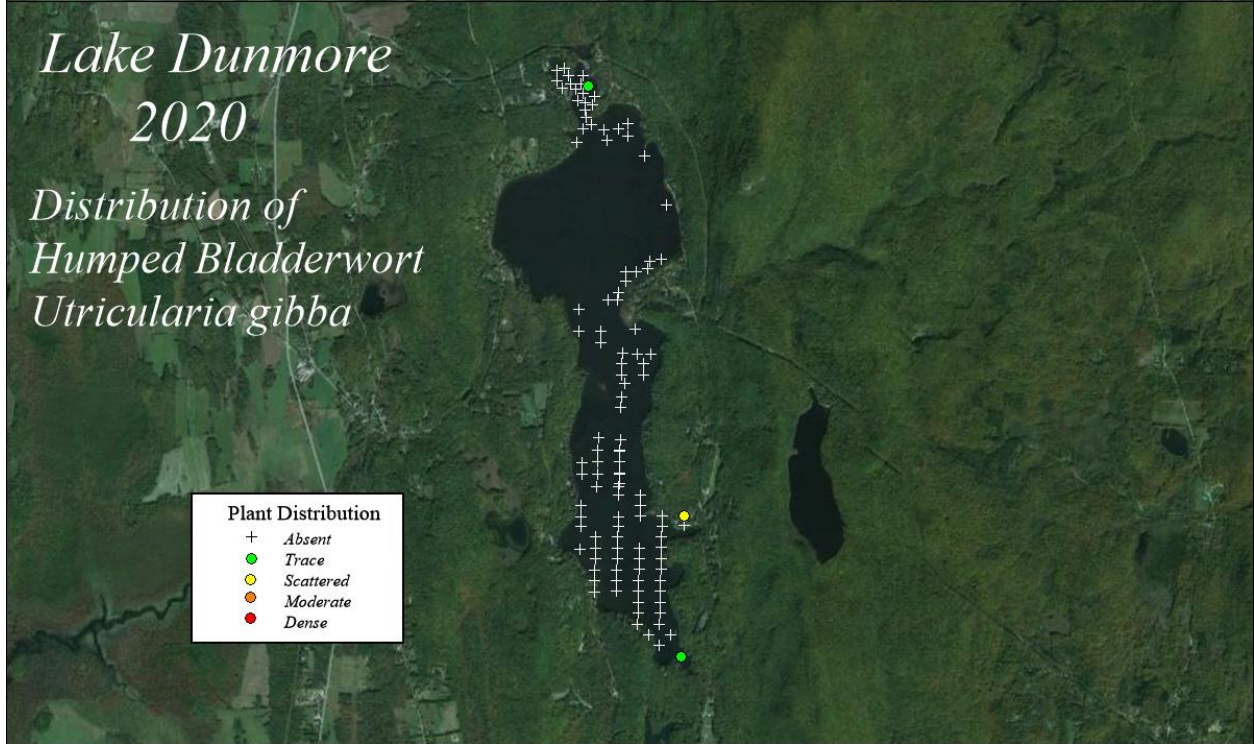 Lake Dunmore
2020
Distribution of
Humped Bladderwort
Utricularia gibba
Plant Distribution
Absent
Trace
Scattered
Moderate
Dense